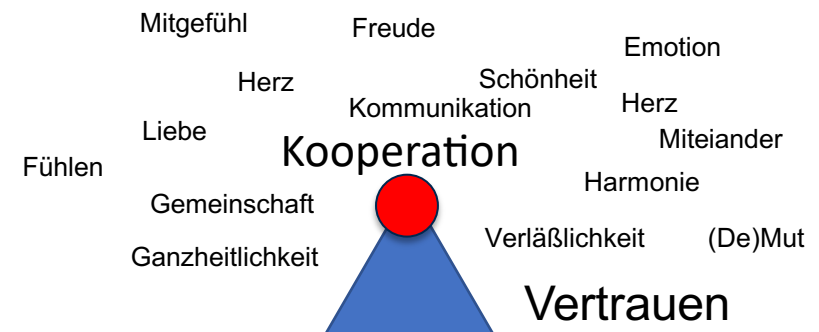 Mitgefühl
Freude
Emotion
Herz
Schönheit
Kommunikation
Herz
Liebe
Miteiander
Kooperation
Fühlen
Harmonie
Gemeinschaft
Verläßlichkeit
(De)Mut
Ganzheitlichkeit
Vertrauen